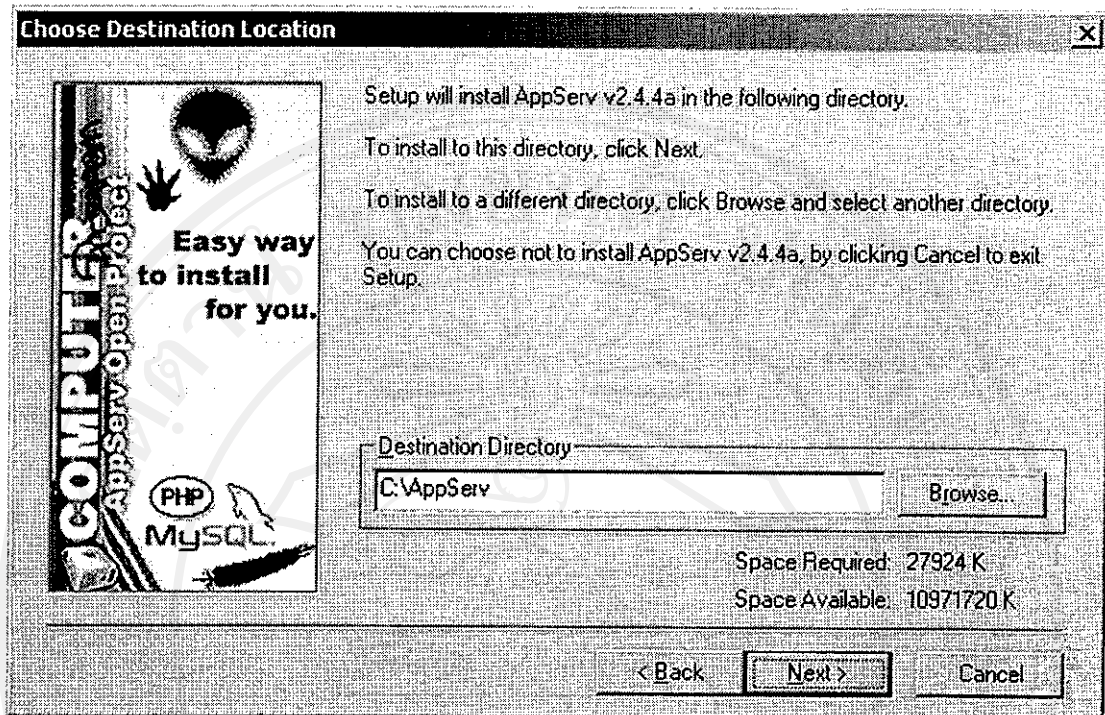 Choose Destination Location
COMPUTER
AppServ Open Project
Easy way
to install
for you.
PHP
MySQL
Setup will install AppServ v2.4.4a in the following directory.
To install to this directory, click Next.
To install to a different directory, click Browse and select another directory.
You can choose not to install AppServ v2.4.4a, by clicking Cancel to exit
Setup.
Destination Directory
C:\AppServ
Browse...
Space Required: 27924 K
Space Available: 10971720 K
< Back
Next >
Cancel